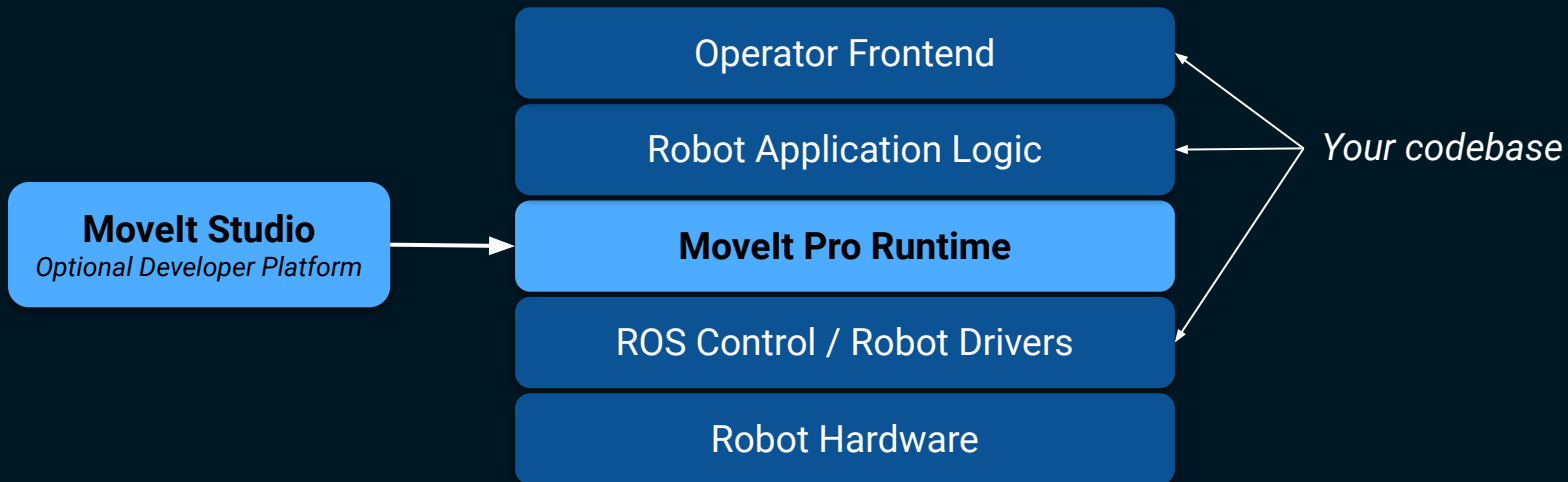 Operator Frontend
Robot Application Logic
Your codebase
MoveIt Studio
Optional Developer Platform
MoveIt Pro Runtime
ROS Control / Robot Drivers
Robot Hardware